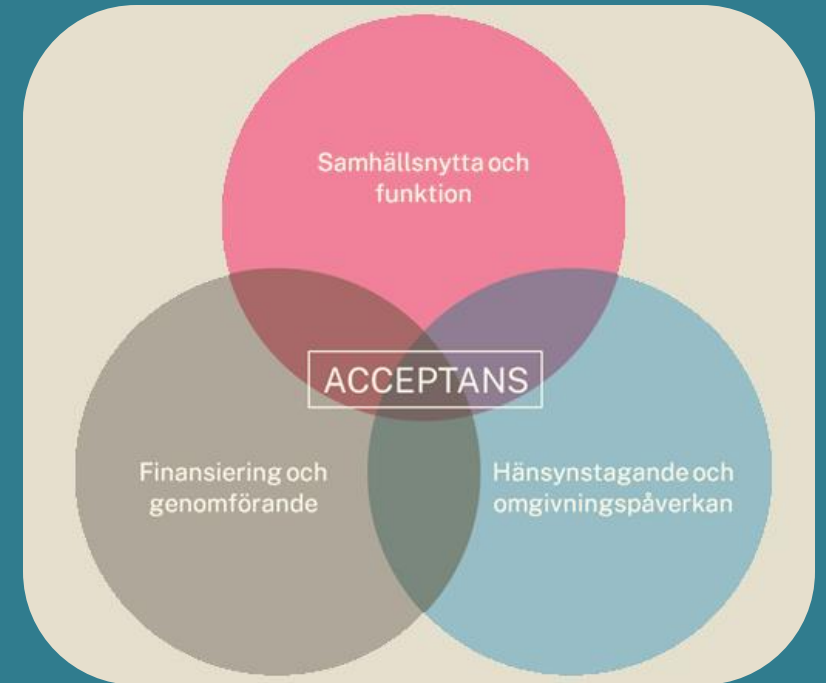 Samhällsnytta och
funktion
ACCEPTANS
Finansiering och
genomförande
Hänsynstagande och
omgivningspåverkan